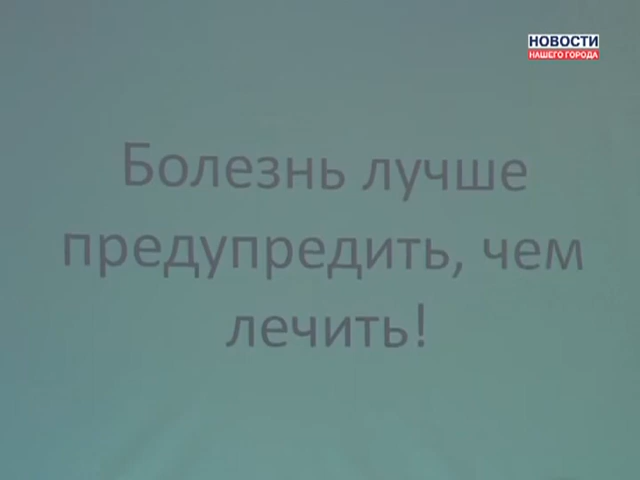 НОВОСТИ
НАШЕГО ГОРОДА
Болезнь лучше
предупредить, чем
лечить!